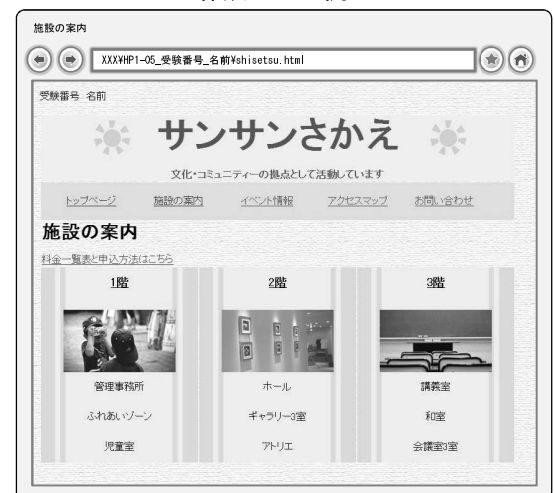 施設の案内
XXX¥HP1-05_受験番号_名前¥shisetsu.html
受験番号 名前
サンサンさかえ
文化・コミュニティーの拠点として活動しています
トップページ 施設の案内 イベント情報 アクセスマップ お問い合わせ
施設の案内
料金一覧表と申込方法はこちら
1階 2階 3階
管理事務所 ホール 講義室
ふれあいゾーン ギャラリー3室 和室
児童室 アトリエ 会議室3室